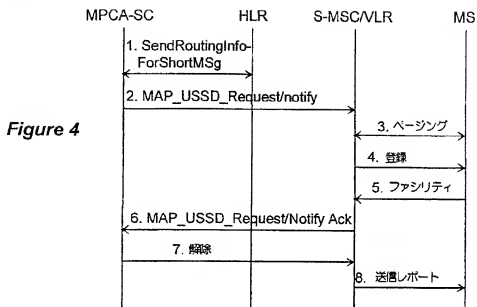 MPCA-SC HLR S-MSC/VLR MS
1. SendRoutingInfo-
ForShortMSg
2. MAP_USSD_Request/notify
Figure 4
3. ページング
4. 登録
5. ファシリティ
6. MAP_USSD_Request/Notify Ack
7. 解除
8. 送信レポート